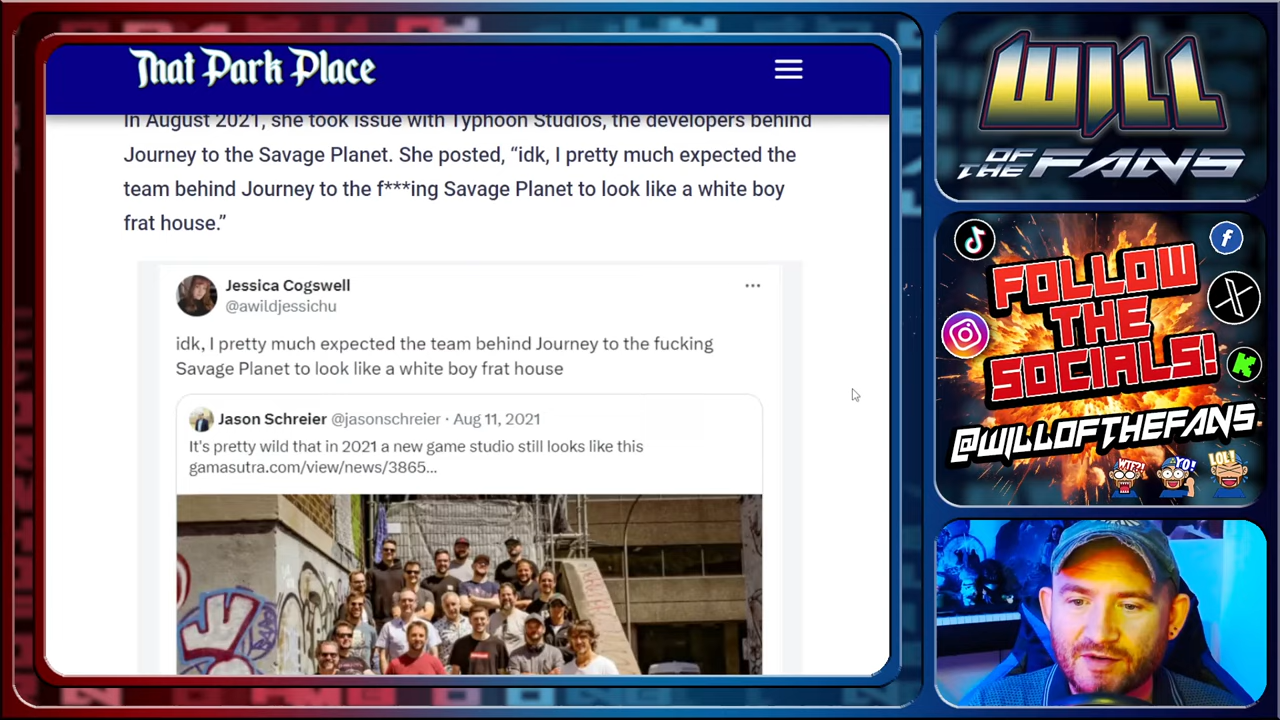 That Park Place
In August 2021, she took issue with Typhoon Studios, the developers behind
Journey to the Savage Planet. She posted, “idk, I pretty much expected the
team behind Journey to the f***ing Savage Planet to look like a white boy
frat house.”
Jessica Cogswell
@awildjessichu
idk, I pretty much expected the team behind Journey to the fucking
Savage Planet to look like a white boy frat house
Jason Schreier @jasonschreier · Aug 11, 2021
It's pretty wild that in 2021 a new game studio still looks like this
gamasutra.com/view/news/3865...
WILL
OF THE FANS
FOLLOW
THE
SOCIALS!
@WILLOFTHEFANS
WTF?!
YO!
LOL!